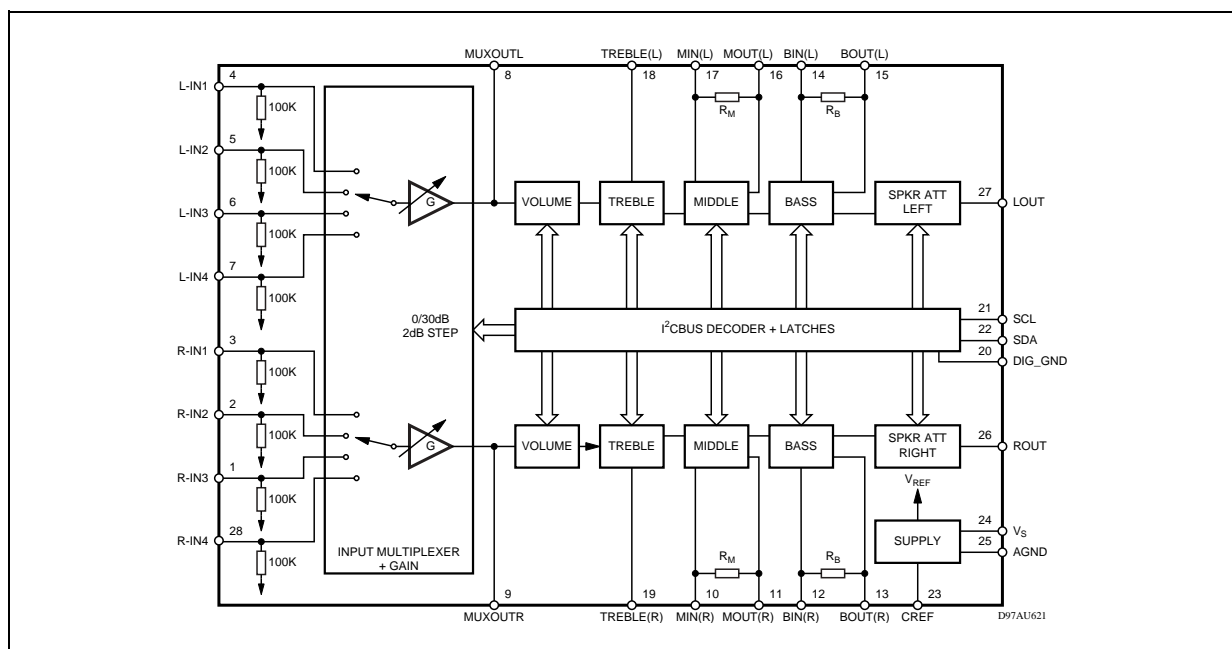 MUXOUTL TREBLE(L) MIN(L) MOUT(L) BIN(L) BOUT(L)
8 18 17 16 14 15
L-IN1 4
100K
RM RB
L-IN2 5
100K
L-IN3 6
100K
L-IN4 7
100K
G VOLUME TREBLE MIDDLE BASS SPKR ATT
LEFT 27 LOUT
0/30dB
2dB STEP
I2CBUS DECODER + LATCHES
21 SCL
22 SDA
20 DIG_GND
R-IN1 3
100K
R-IN2 2
100K
R-IN3 1
100K
R-IN4 28
100K
G VOLUME TREBLE MIDDLE BASS SPKR ATT
RIGHT 26 ROUT
VREF
SUPPLY
24 VS
25 AGND
INPUT MULTIPLEXER
+ GAIN
RM RB
9 19 10 11 12 13 23
MUXOUTR TREBLE(R) MIN(R) MOUT(R) BIN(R) BOUT(R) CREF
D97AU621